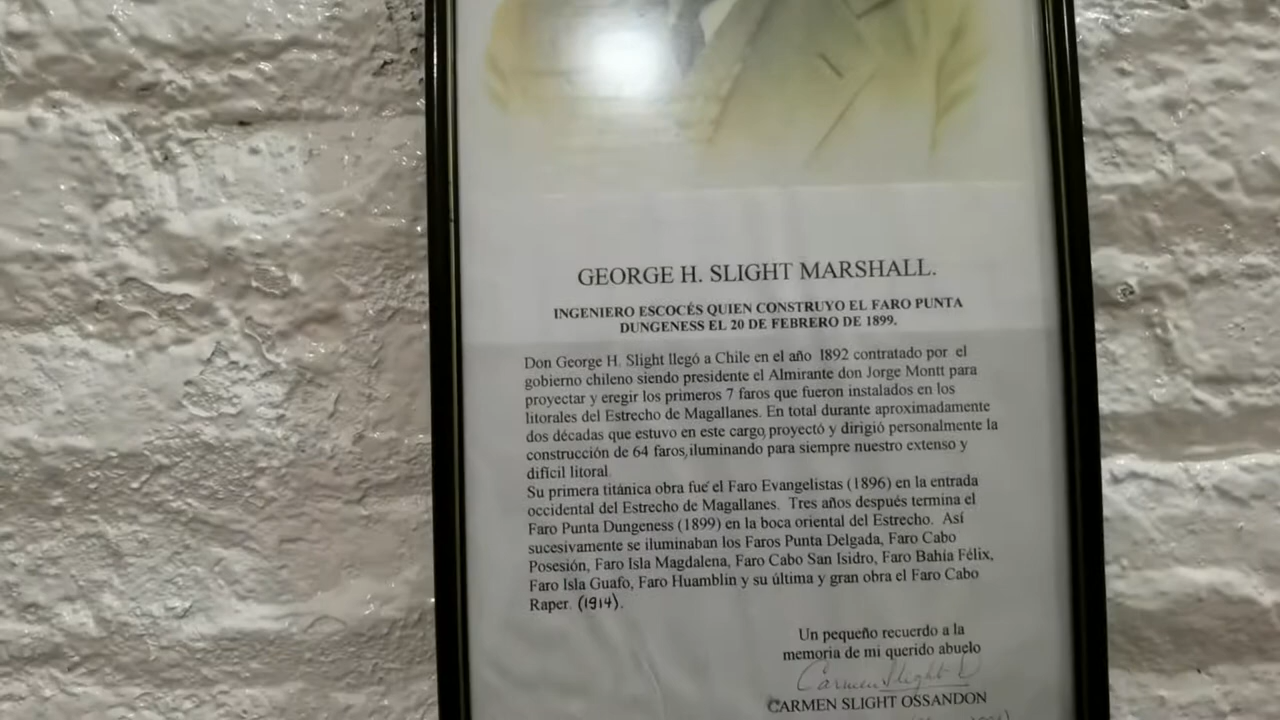 GEORGE H. SLIGHT MARSHALL.
INGENIERO ESCOCÉS QUIEN CONSTRUYO EL FARO PUNTA
DUNGENESS EL 20 DE FEBRERO DE 1899.
Don George H. Slight llegó a Chile en el año 1892 contratado por el
gobierno chileno siendo presidente el Almirante don Jorge Montt para
proyectar y eregir los primeros 7 faros que fueron instalados en los
litorales del Estrecho de Magallanes. En total durante aproximadamente
dos décadas que estuvo en este cargo, proyectó y dirigió personalmente la
construcción de 64 faros, iluminando para siempre nuestro extenso y
difícil litoral.
Su primera titánica obra fué el Faro Evangelistas (1896) en la entrada
occidental del Estrecho de Magallanes. Tres años después termina el
Faro Punta Dungeness (1899) en la boca oriental del Estrecho. Así
sucesivamente se iluminaban los Faros Punta Delgada, Faro Cabo
Posesión, Faro Isla Magdalena, Faro Cabo San Isidro, Faro Bahía Félix,
Faro Isla Guafo, Faro Huamblin y su última y gran obra el Faro Cabo
Raper. (1914).
Un pequeño recuerdo a la
memoria de mi querido abuelo
Carmen Slight O
CARMEN SLIGHT OSSANDON